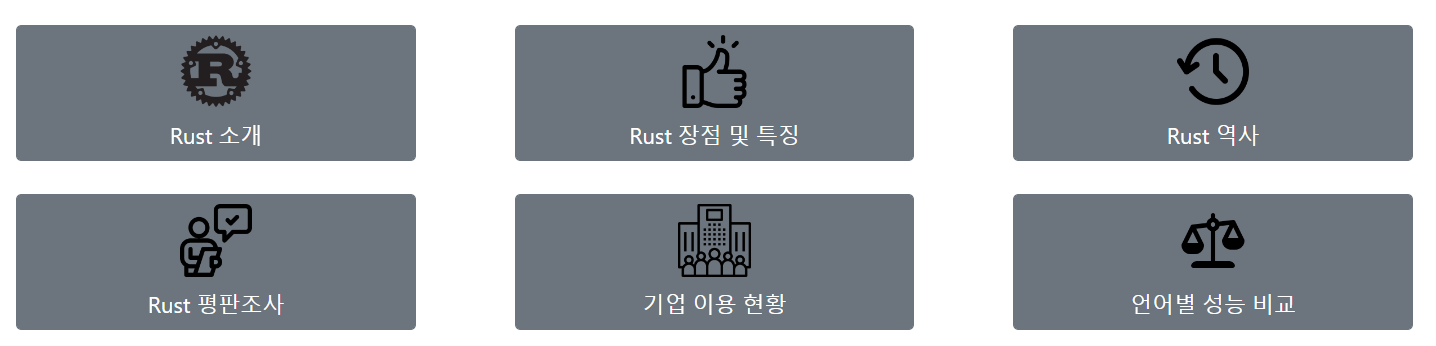 Rust 소개
Rust 장점 및 특징
Rust 역사
Rust 평판조사
기업 이용 현황
언어별 성능 비교